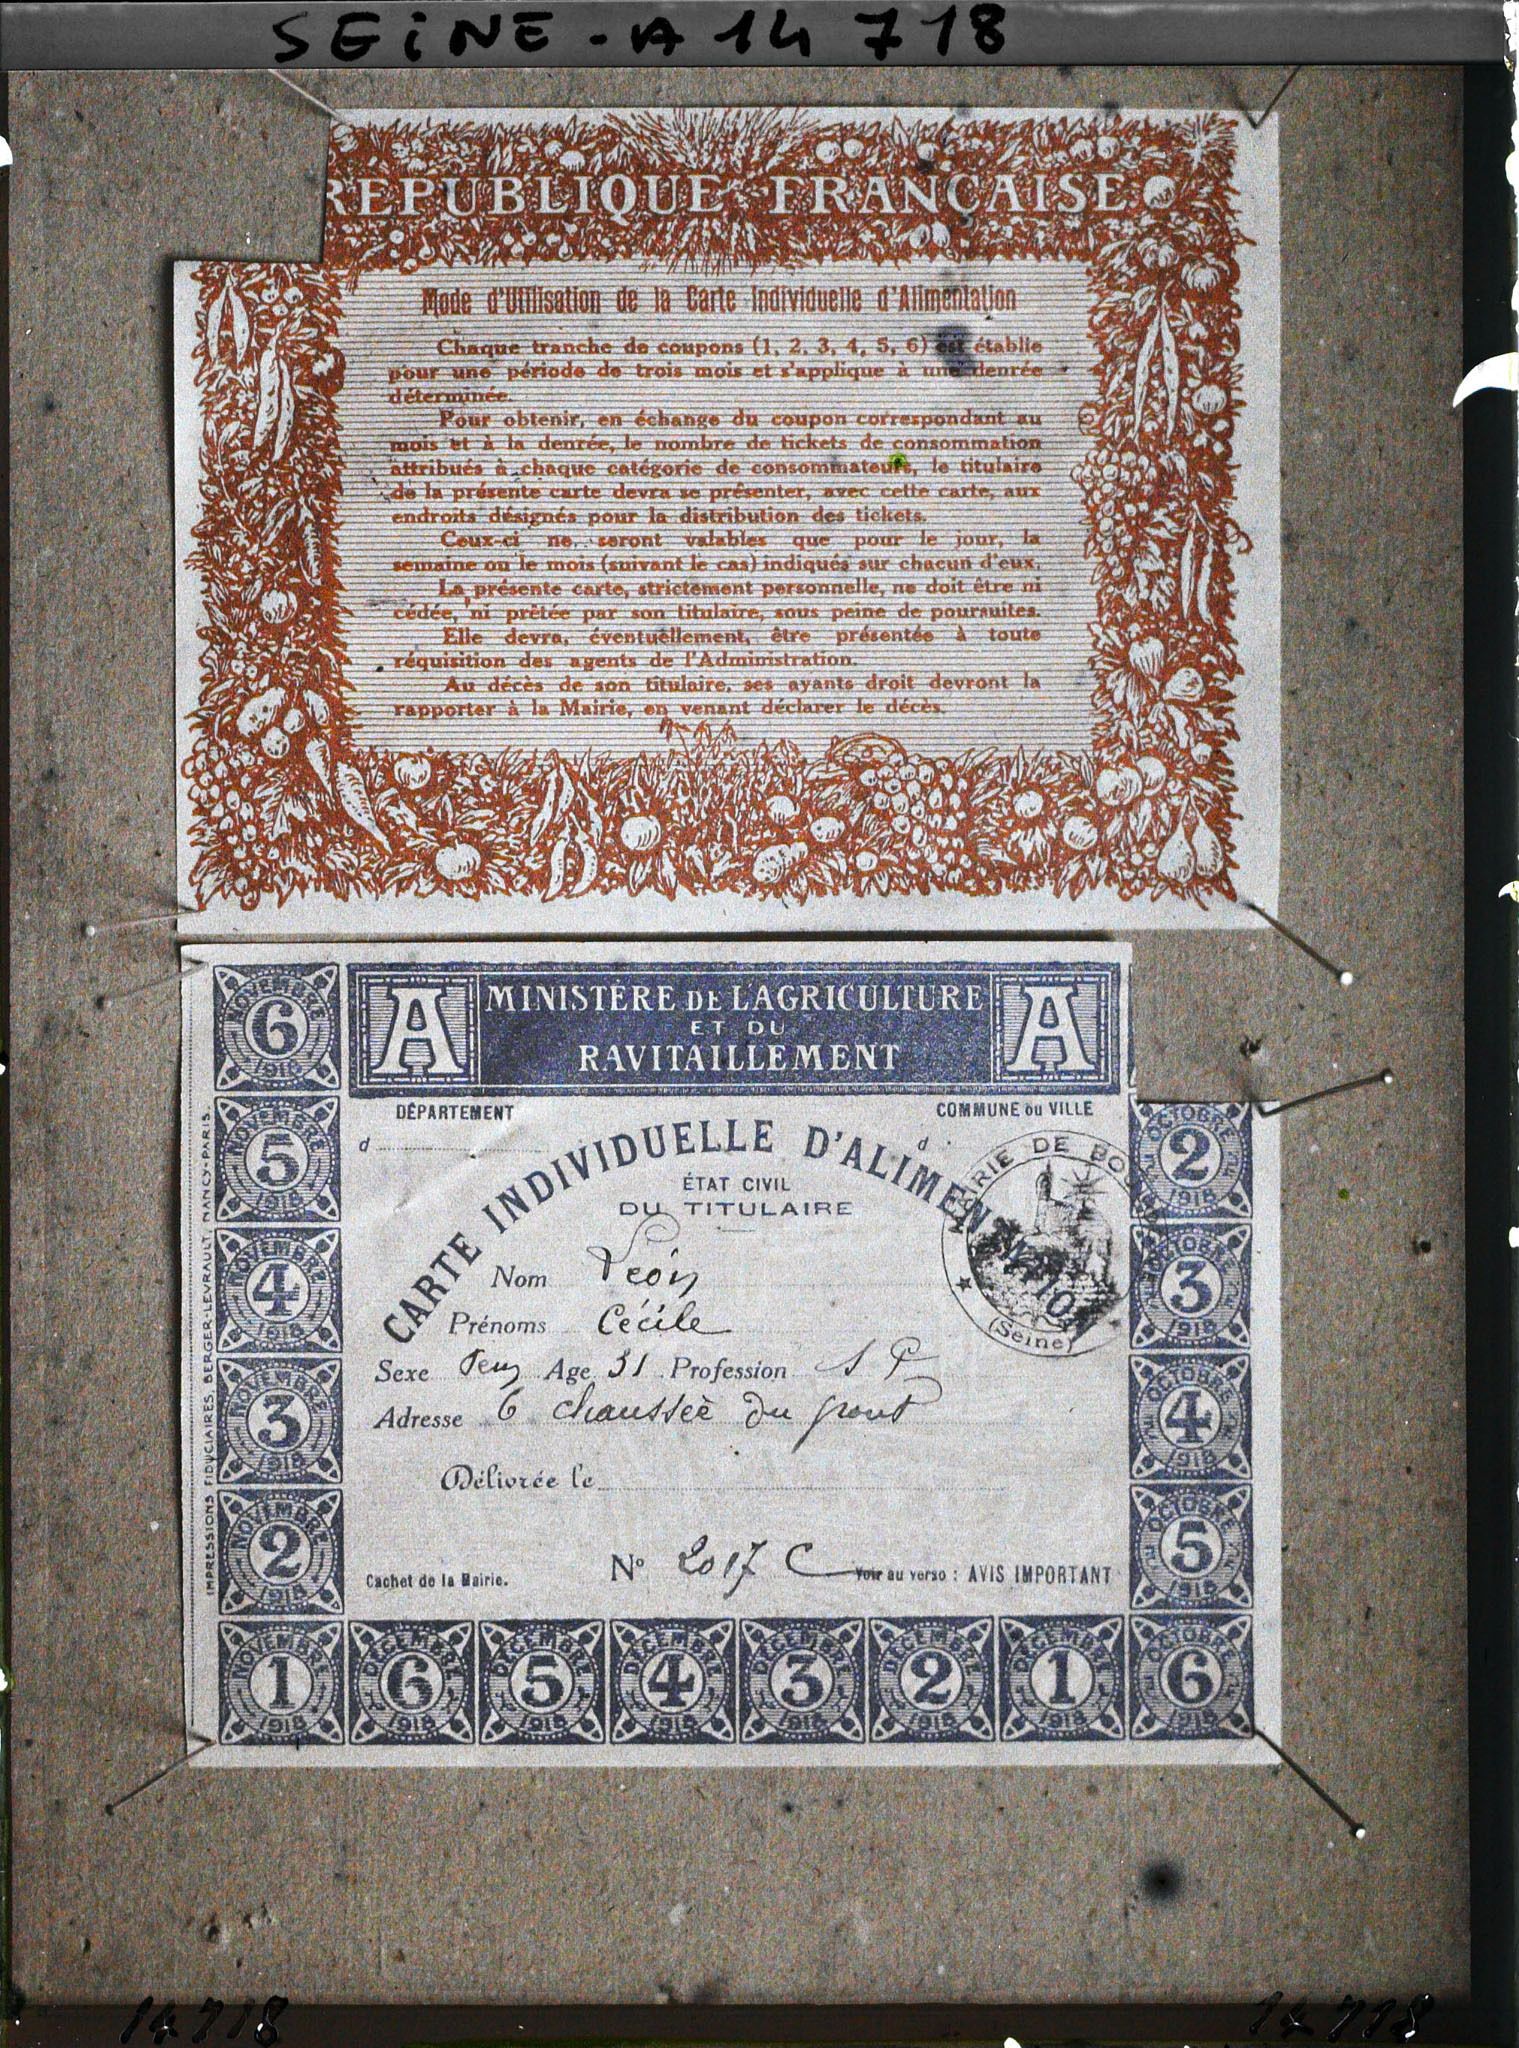 SEINE - A 14 718
RÉPUBLIQUE FRANÇAISE
Mode d'Utilisation de la Carte Individuelle d'Alimentation
Chaque tranche de coupons (1, 2, 3, 4, 5, 6) est établie
pour une période de trois mois et s'applique à une denrée
déterminée.
Pour obtenir, en échange du coupon correspondant au
mois et à la denrée, le nombre de tickets de consommation
attribués à chaque catégorie de consommateurs, le titulaire
de la présente carte devra se présenter, avec cette carte, aux
endroits désignés pour la distribution des tickets.
Ceux-ci ne seront valables que pour le jour, la
semaine ou le mois (suivant le cas) indiqués sur chacun d'eux.
La présente carte, strictement personnelle, ne doit être ni
cédée, ni prêtée par son titulaire, sous peine de poursuites.
Elle devra, éventuellement, être présentée à toute
réquisition des agents de l'Administration.
Au décès de son titulaire, ses ayants droit devront la
rapporter à la Mairie, en venant déclarer le décès.
A MINISTÈRE DE L'AGRICULTURE A
ET DU
RAVITAILLEMENT
DÉPARTEMENT
d
COMMUNE ou VILLE
d
CARTE INDIVIDUELLE D'ALIMEN
ÉTAT CIVIL
DU TITULAIRE
MAIRIE DE BOU
(Seine)
Nom
Prénoms Cécile
Sexe Fem Age 31 Profession S P
Adresse 6 chaussée du pont
Délivrée le
Cachet de la Mairie.
N° 2017 C
Voir au verso : AVIS IMPORTANT
IMPRESSIONS FIDUCIAIRES, BERGER-LEVRAULT, NANCY-PARIS
NOVEMBRE 6 1918
NOVEMBRE 5 1918
NOVEMBRE 4 1918
NOVEMBRE 3 1918
NOVEMBRE 2 1918
NOVEMBRE 1 1918
DÉCEMBRE 6 1918
DÉCEMBRE 5 1918
DÉCEMBRE 4 1918
DÉCEMBRE 3 1918
DÉCEMBRE 2 1918
DÉCEMBRE 1 1918
OCTOBRE 2 1918
OCTOBRE 3 1918
OCTOBRE 4 1918
OCTOBRE 5 1918
OCTOBRE 6 1918
14 718
14 718